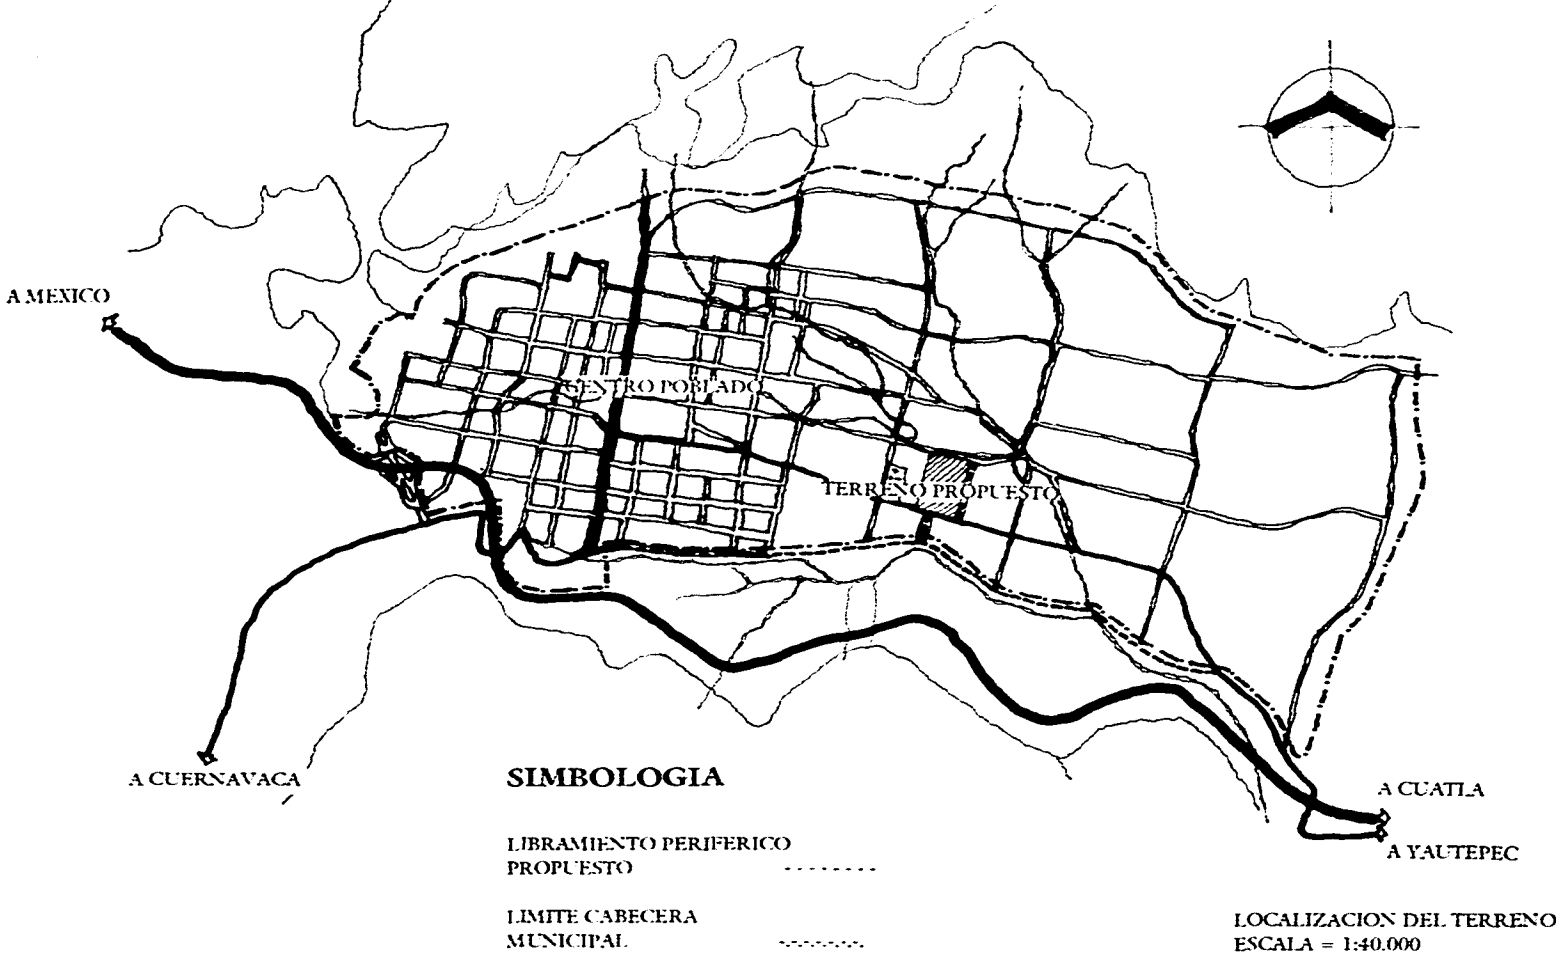 A MEXICO
CENTRO POBLADO
TERRENO PROPUESTO
A CUERNAVACA
SIMBOLOGIA
A CUATLA
LIBRAMIENTO PERIFERICO
PROPUESTO
A YAUTEPEC
LIMITE CABECERA
MUNICIPAL
LOCALIZACION DEL TERRENO
ESCALA = 1:40.000